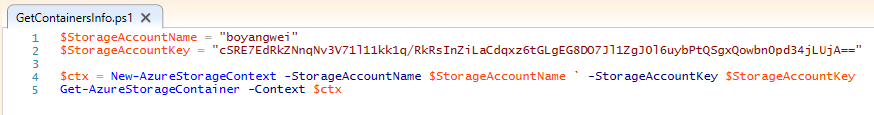 GetContainersInfo.ps1
1 $StorageAccountName = "boyangwei"
2 $StorageAccountKey = "cSRE7EdRkZNnqNv3V71l11kk1q/RkRsInZiLaCdqxz6tGLgEG8DO7Jl1ZgJ0l6uybPtQSgxQowbn0pd34jLUjA=="
3
4 $ctx = New-AzureStorageContext -StorageAccountName $StorageAccountName ` -StorageAccountKey $StorageAccountKey
5 Get-AzureStorageContainer -Context $ctx